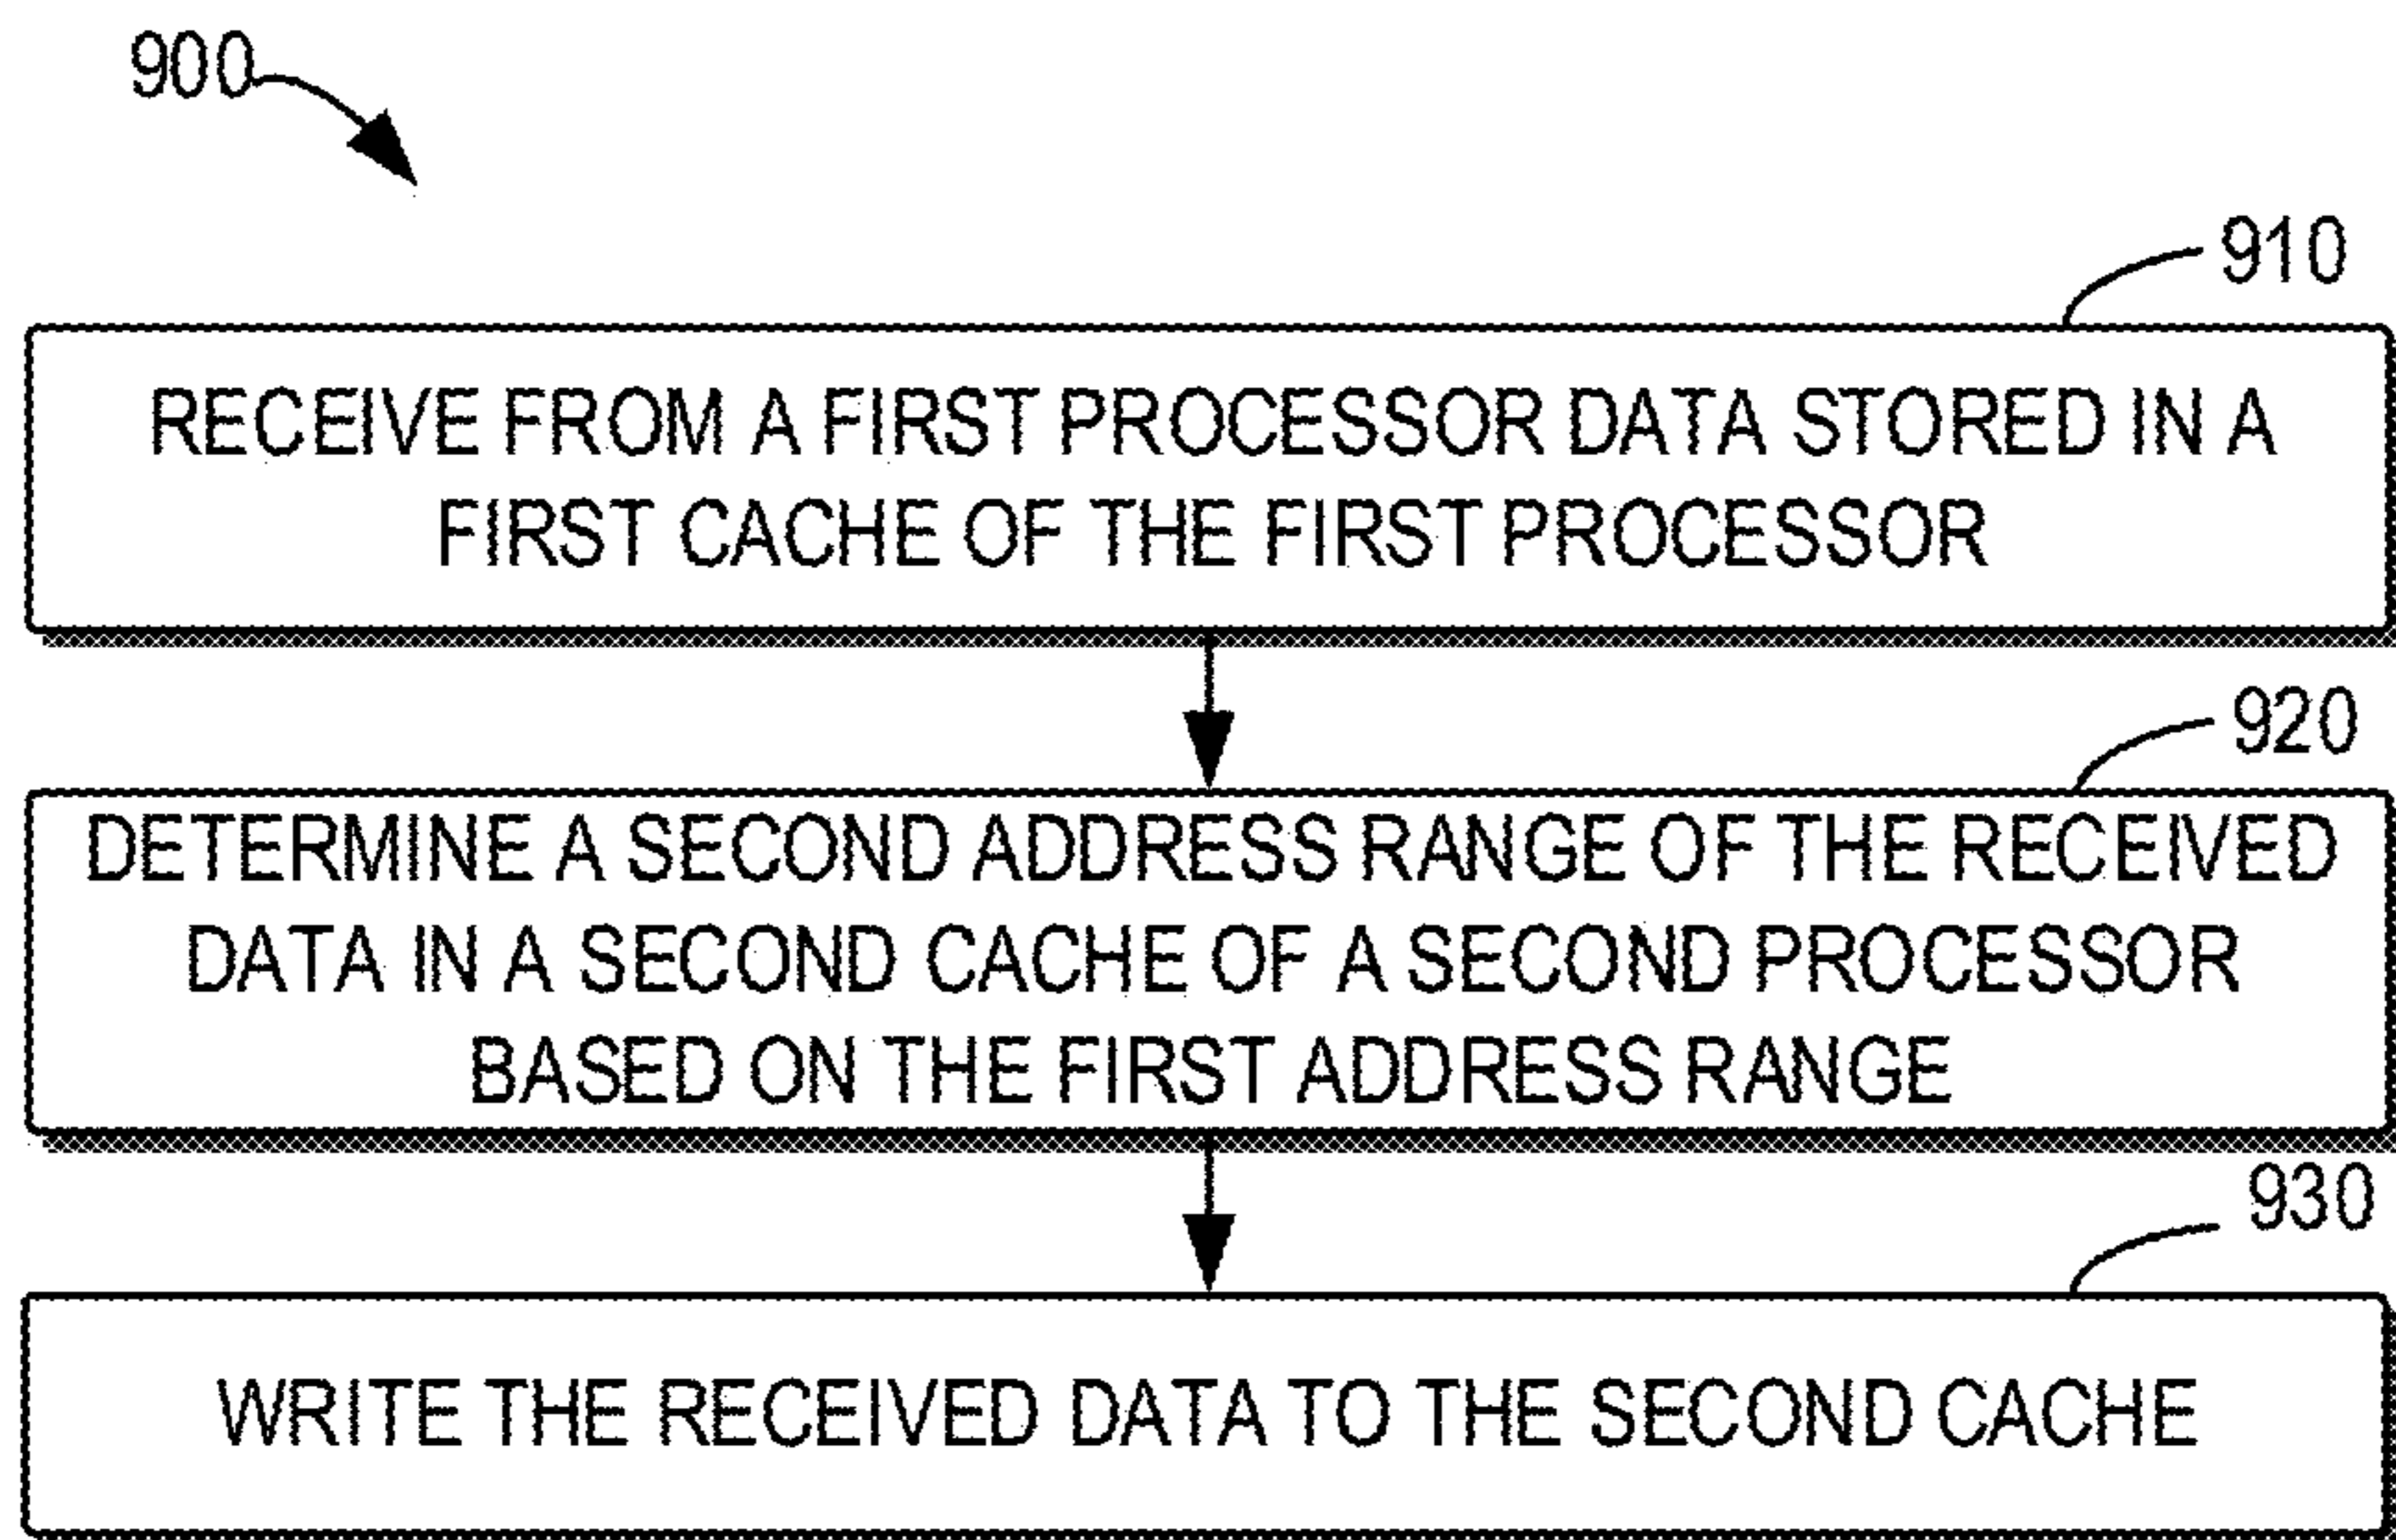 900
910
RECEIVE FROM A FIRST PROCESSOR DATA STORED IN A
FIRST CACHE OF THE FIRST PROCESSOR
920
DETERMINE A SECOND ADDRESS RANGE OF THE RECEIVED
DATA IN A SECOND CACHE OF A SECOND PROCESSOR
BASED ON THE FIRST ADDRESS RANGE
930
WRITE THE RECEIVED DATA TO THE SECOND CACHE